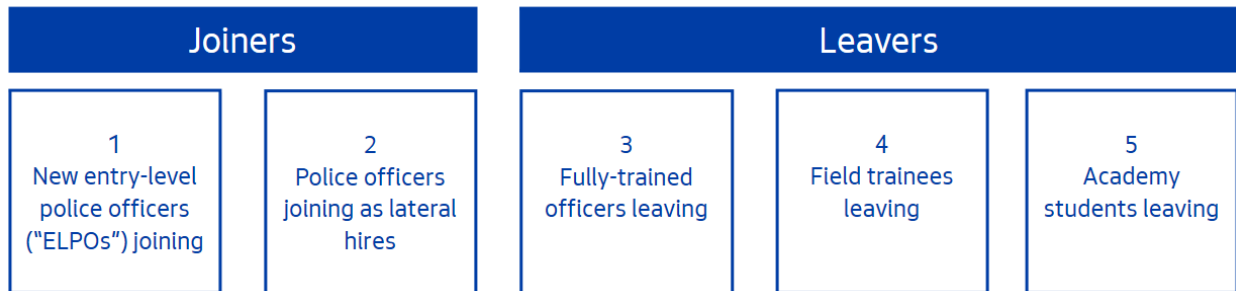 Joiners
Leavers
1
New entry-level
police officers
(“ELPOs”) joining
2
Police officers
joining as lateral
hires
3
Fully-trained
officers leaving
4
Field trainees
leaving
5
Academy
students leaving